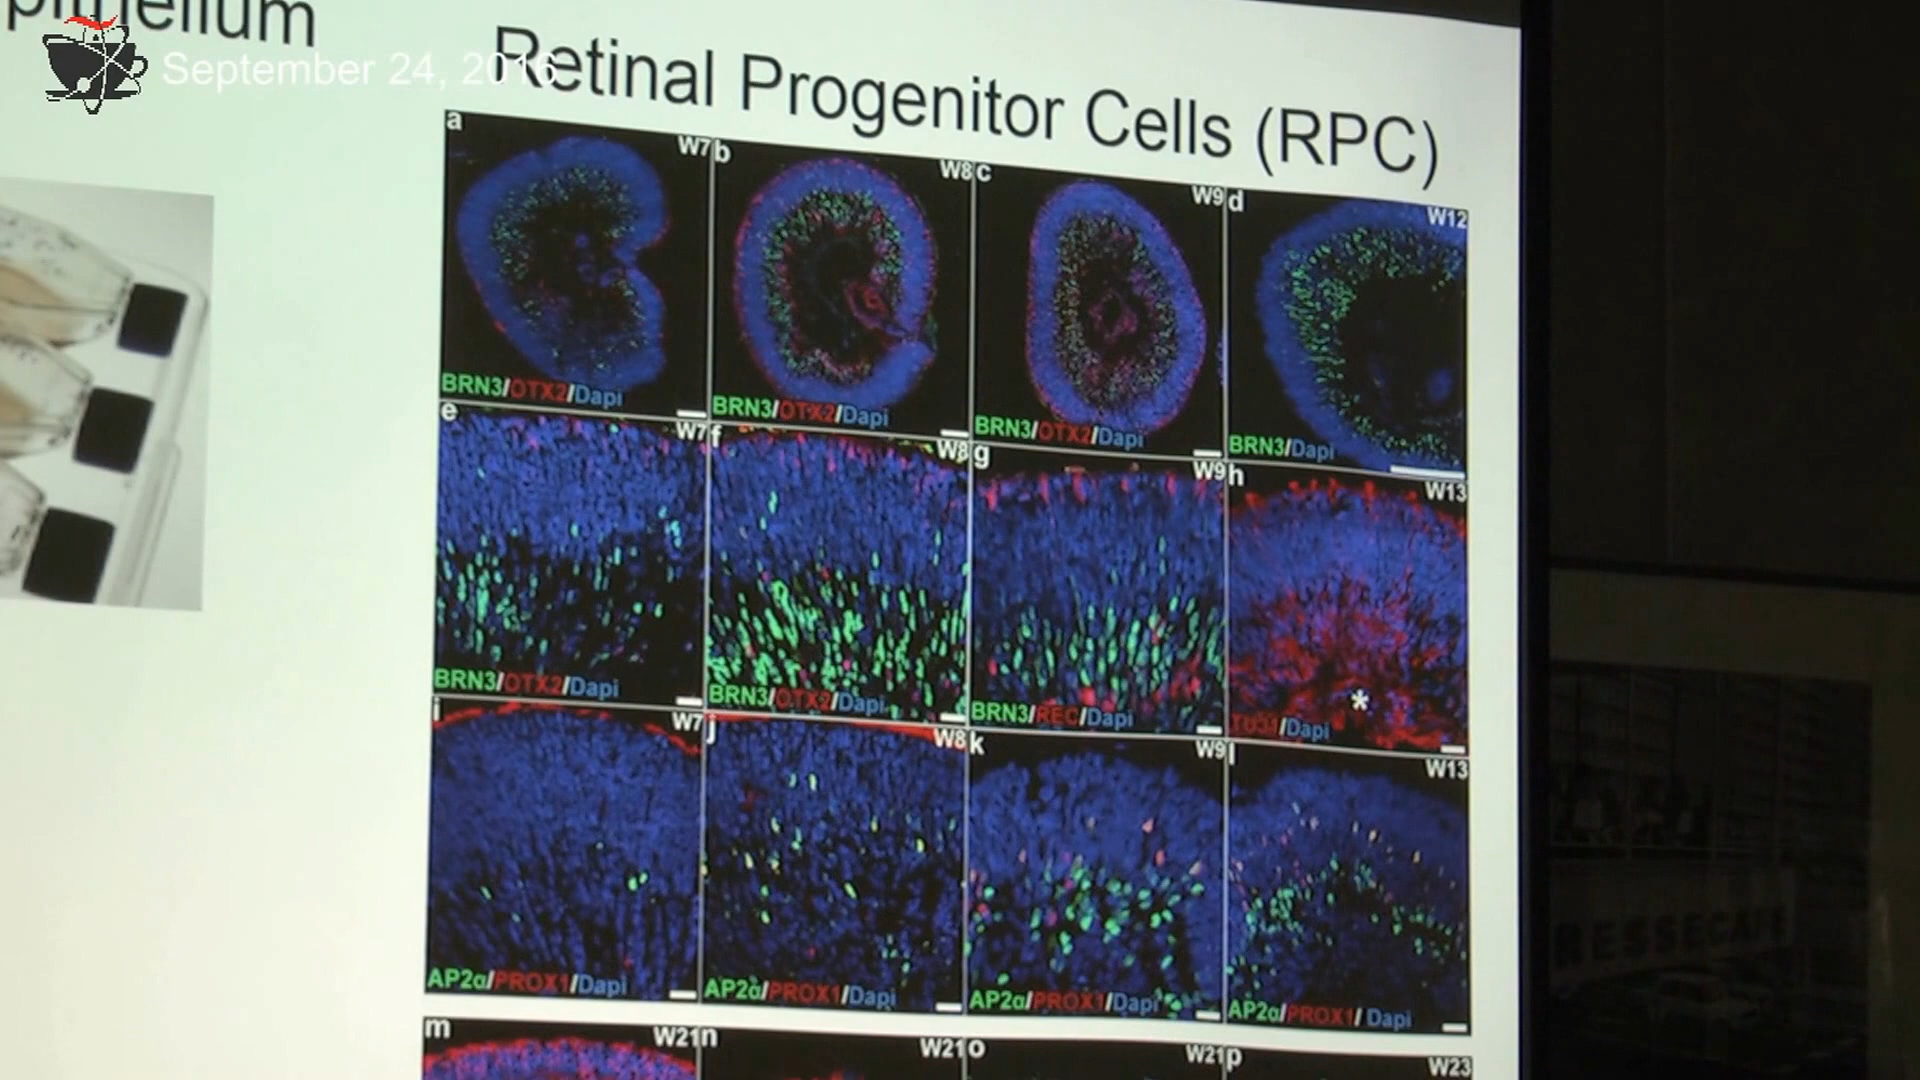 pithelium
September 24, 2016
Retinal Progenitor Cells (RPC)
a W7 b W8 c W9 d W12
BRN3/OTX2/Dapi BRN3/OTX2/Dapi BRN3/OTX2/Dapi BRN3/Dapi
e W7 f W8 g W9 h W13
BRN3/OTX2/Dapi BRN3/OTX2/Dapi BRN3/REC/Dapi TUJ1/Dapi
*
i W7 j W8 k W9 l W13
AP2α/PROX1/Dapi AP2α/PROX1/Dapi AP2α/PROX1/Dapi AP2α/PROX1/ Dapi
m W21 n W21 o W21 p W23
RESSECAFE